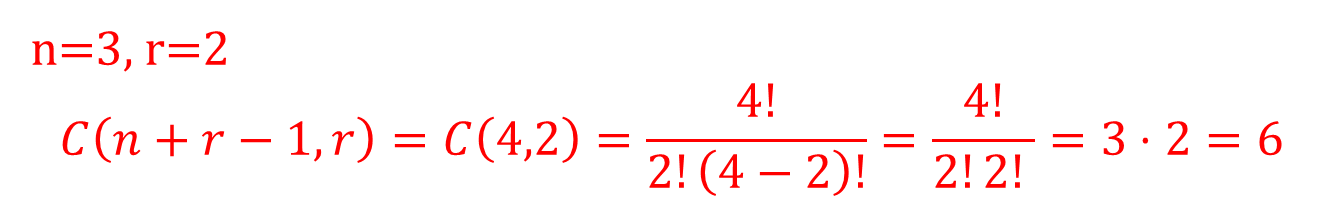 n=3, r=2
C(n + r − 1, r) = C(4,2) = 4! / 2! (4 − 2)! = 4! / 2! 2! = 3 · 2 = 6